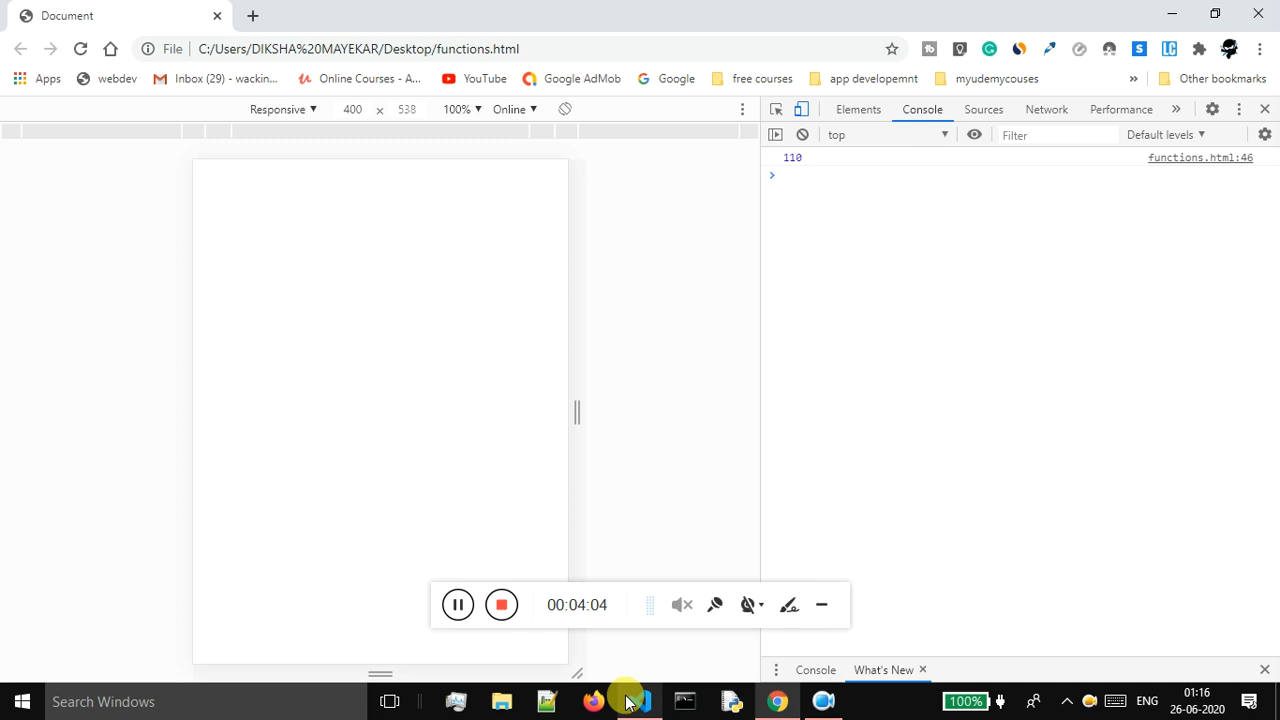 Document
File
C:/Users/DIKSHA%20MAYEKAR/Desktop/functions.html
Apps
webdev
Inbox (29) - wackin...
Online Courses - A...
YouTube
Google AdMob
Google
free courses
app developemnt
myudemycouses
»
Other bookmarks
Responsive
400 × 538
100%
Online
Elements
Console
Sources
Network
Performance
»
top
Filter
Default levels
110
functions.html:46
>
00:04:04
Console
What's New
Search Windows
100%
ENG
01:16
26-06-2020